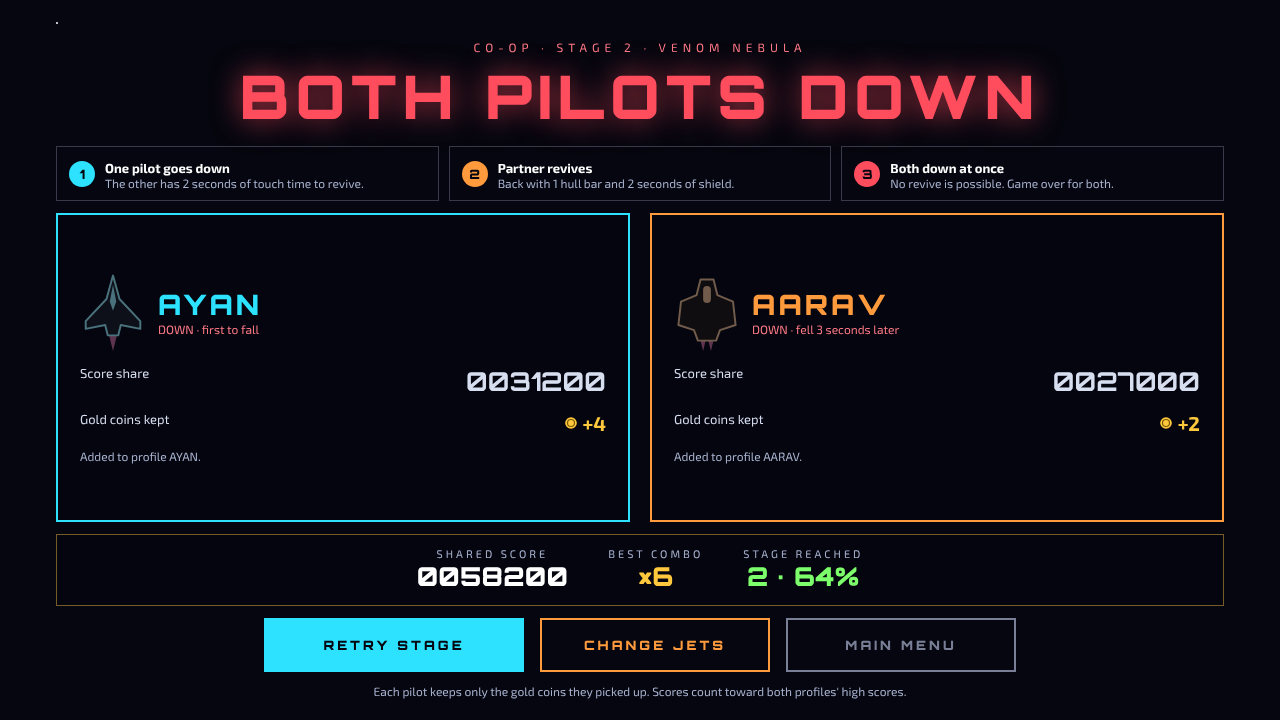 CO-OP · STAGE 2 · VENOM NEBULA
BOTH PILOTS DOWN
1
One pilot goes down
The other has 2 seconds of touch time to revive.
2
Partner revives
Back with 1 hull bar and 2 seconds of shield.
3
Both down at once
No revive is possible. Game over for both.
AYAN
DOWN · first to fall
Score share 0031200
Gold coins kept +4
Added to profile AYAN.
AARAV
DOWN · fell 3 seconds later
Score share 0027000
Gold coins kept +2
Added to profile AARAV.
SHARED SCORE
0058200
BEST COMBO
x6
STAGE REACHED
2 · 64%
RETRY STAGE
CHANGE JETS
MAIN MENU
Each pilot keeps only the gold coins they picked up. Scores count toward both profiles' high scores.